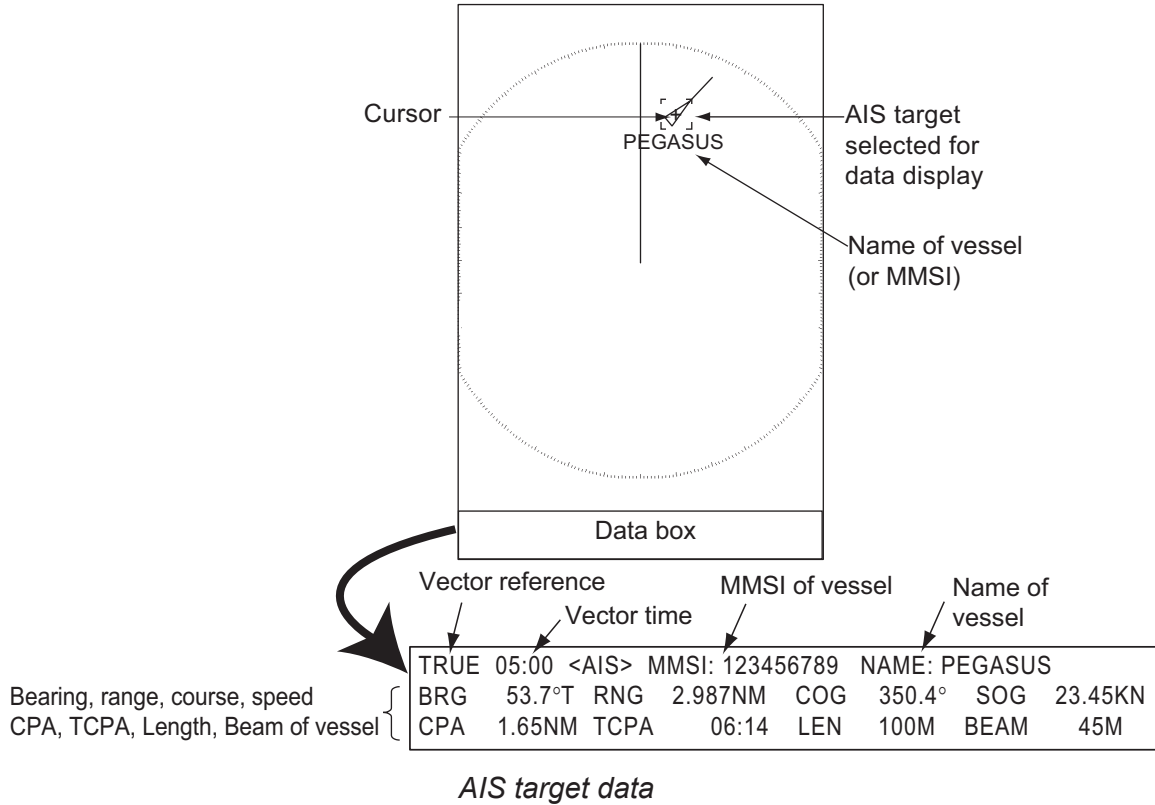 Cursor
PEGASUS
AIS target
selected for
data display
Name of vessel
(or MMSI)
Data box
Vector reference
Vector time
MMSI of vessel
Name of
vessel
TRUE 05:00 <AIS> MMSI: 123456789 NAME: PEGASUS
Bearing, range, course, speed
CPA, TCPA, Length, Beam of vessel
BRG 53.7°T RNG 2.987NM COG 350.4° SOG 23.45KN
CPA 1.65NM TCPA 06:14 LEN 100M BEAM 45M
AIS target data